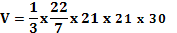 V = 1/3 x 22/7 x 21 x 21 x 30